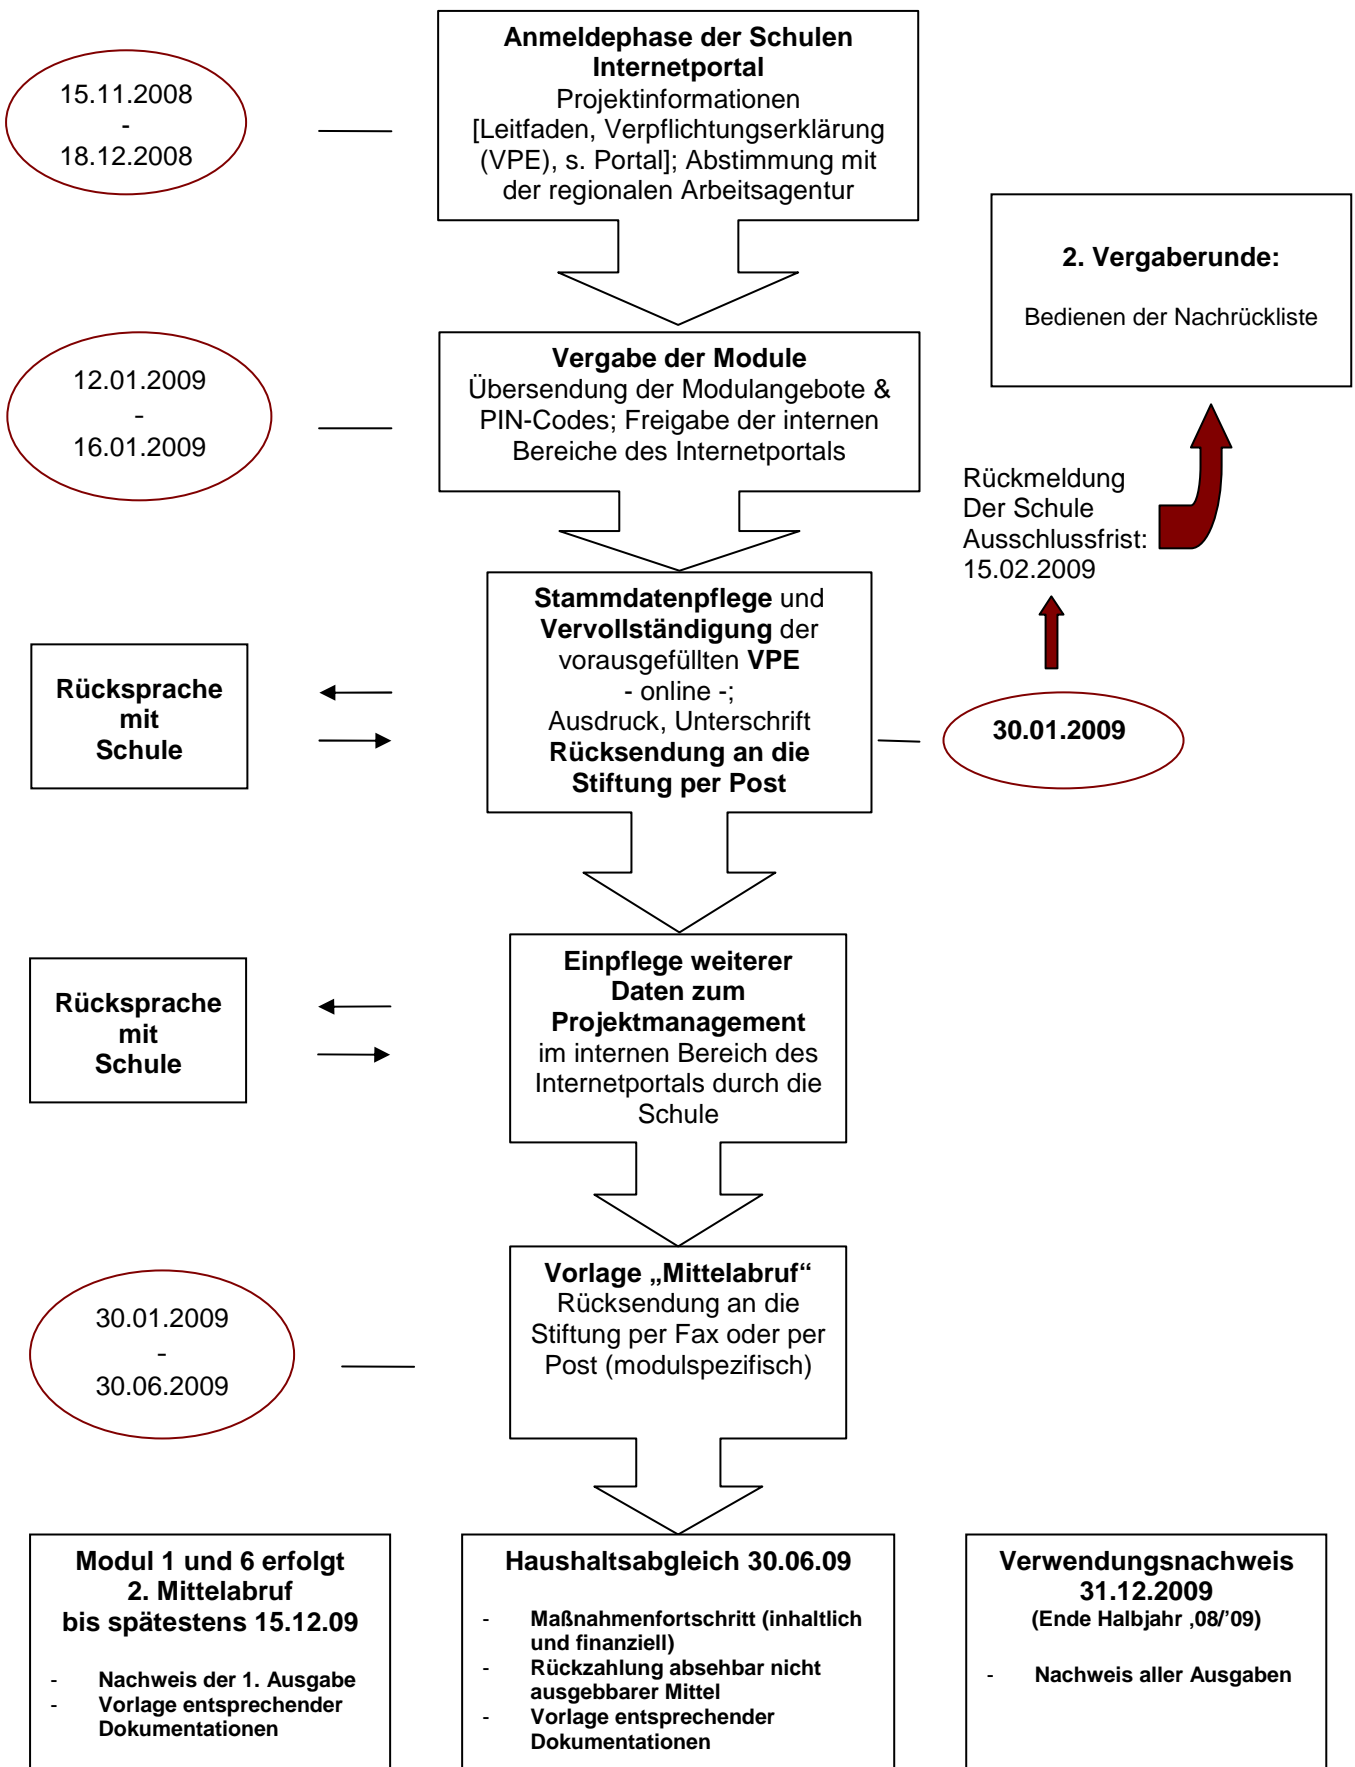 Anmeldephase der Schulen
Internetportal
Projektinformationen
[Leitfaden, Verpflichtungserklärung
(VPE), s. Portal]; Abstimmung mit
der regionalen Arbeitsagentur
15.11.2008
-
18.12.2008
2. Vergaberunde:
Bedienen der Nachrückliste
Vergabe der Module
Übersendung der Modulangebote &
PIN-Codes; Freigabe der internen
Bereiche des Internetportals
12.01.2009
-
16.01.2009
Rückmeldung
Der Schule
Ausschlussfrist:
15.02.2009
Stammdatenpflege und
Vervollständigung der
vorausgefüllten VPE
- online -;
Ausdruck, Unterschrift
Rücksendung an die
Stiftung per Post
Rücksprache
mit
Schule
30.01.2009
Einpflege weiterer
Daten zum
Projektmanagement
im internen Bereich des
Internetportals durch die
Schule
Rücksprache
mit
Schule
Vorlage „Mittelabruf“
Rücksendung an die
Stiftung per Fax oder per
Post (modulspezifisch)
30.01.2009
-
30.06.2009
Modul 1 und 6 erfolgt
2. Mittelabruf
bis spätestens 15.12.09
- Nachweis der 1. Ausgabe
- Vorlage entsprechender
Dokumentationen
Haushaltsabgleich 30.06.09
- Maßnahmenfortschritt (inhaltlich
und finanziell)
- Rückzahlung absehbar nicht
ausgebbarer Mittel
- Vorlage entsprechender
Dokumentationen
Verwendungsnachweis
31.12.2009
(Ende Halbjahr ‚08/’09)
- Nachweis aller Ausgaben